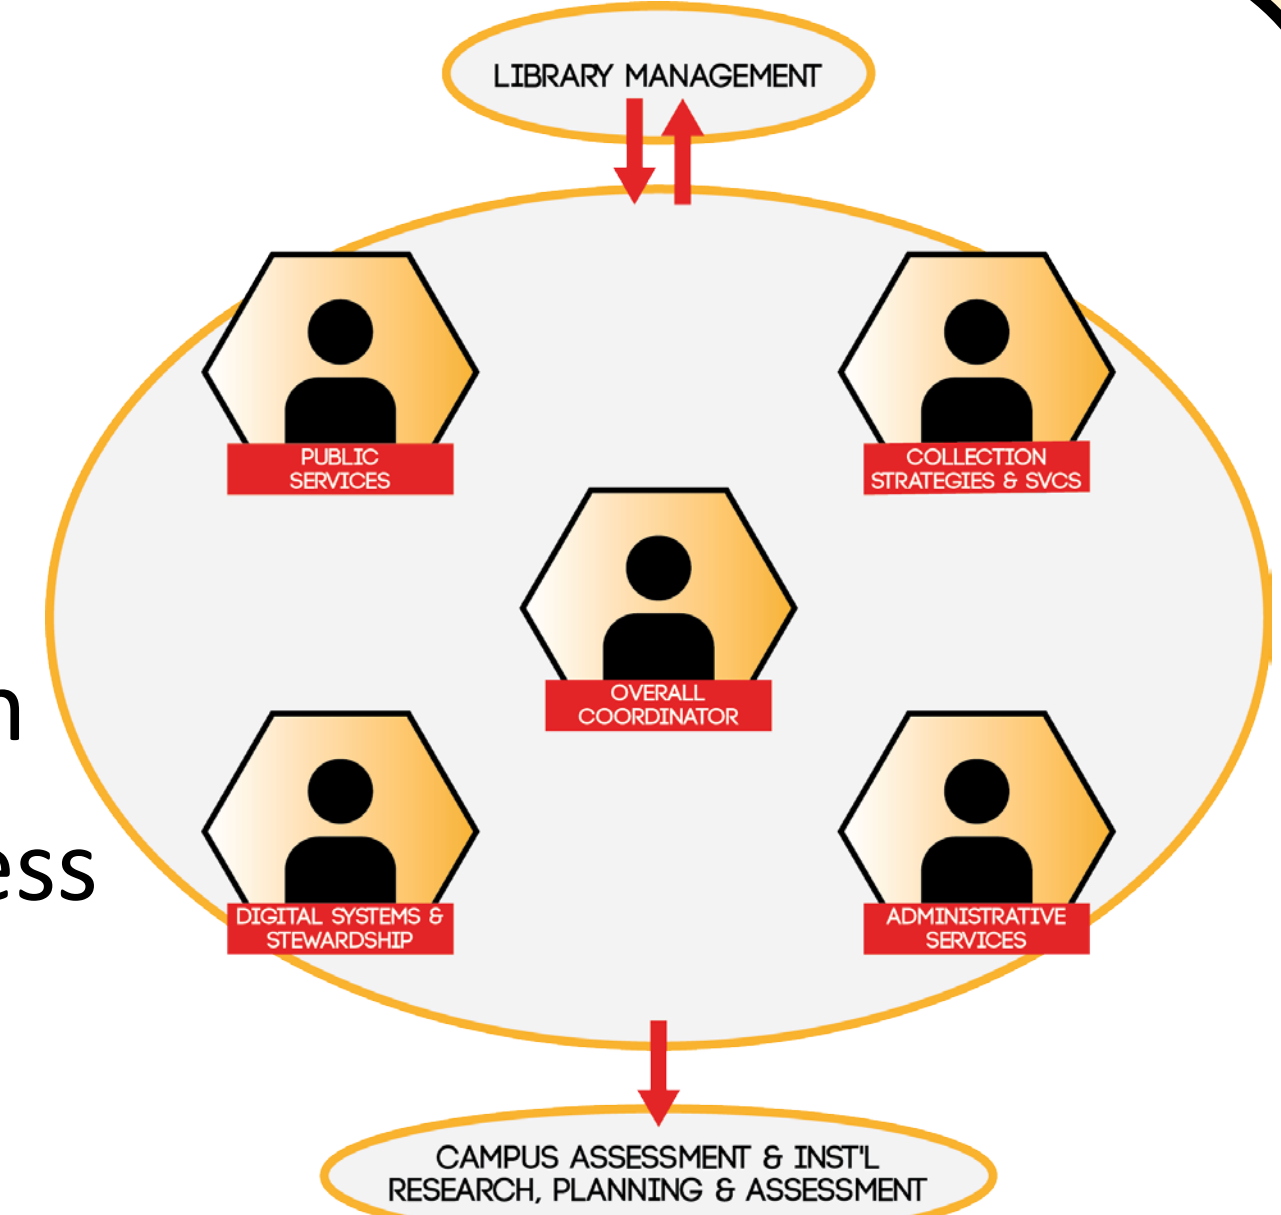 LIBRARY MANAGEMENT
PUBLIC
SERVICES
COLLECTION
STRATEGIES & SVCS
OVERALL
COORDINATOR
n
ess
DIGITAL SYSTEMS &
STEWARDSHIP
ADMINISTRATIVE
SERVICES
CAMPUS ASSESSMENT & INST'L
RESEARCH, PLANNING & ASSESSMENT